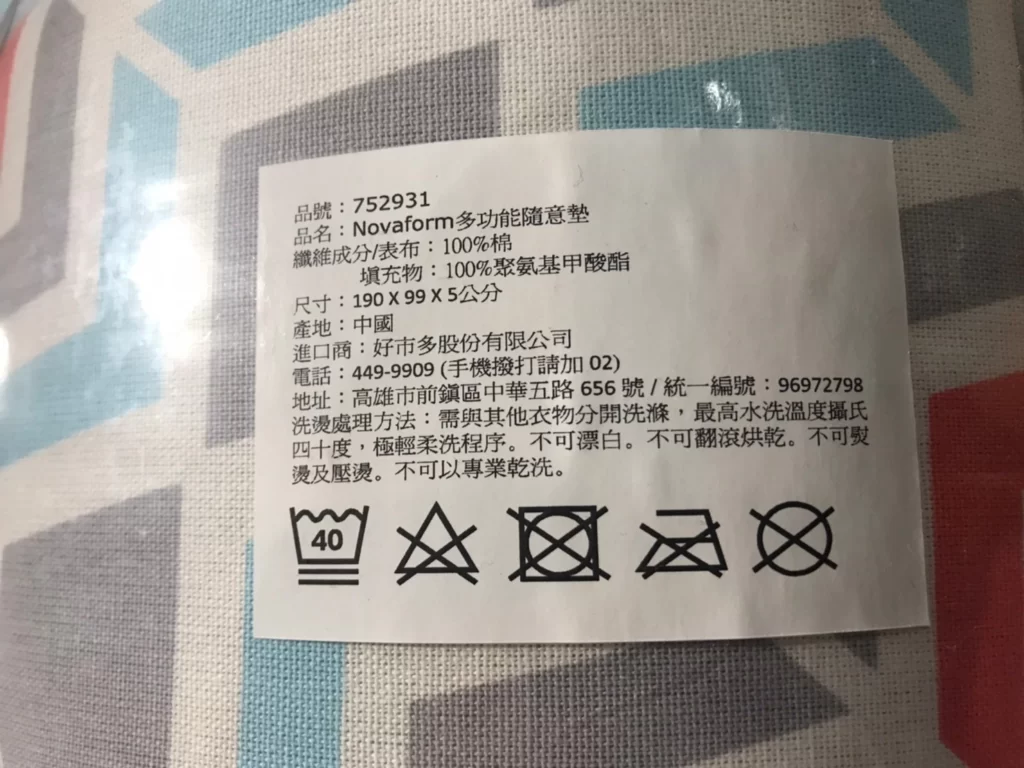 品號：752931
品名：Novaform多功能隨意墊
纖維成分/表布：100%棉
填充物：100%聚氨基甲酸酯
尺寸：190 X 99 X 5公分
產地：中國
進口商：好市多股份有限公司
電話：449-9909 (手機撥打請加 02)
地址：高雄市前鎮區中華五路 656 號 / 統一編號：96972798
洗燙處理方法：需與其他衣物分開洗滌，最高水洗溫度攝氏
四十度，極輕柔洗程序。不可漂白。不可翻滾烘乾。不可熨
燙及壓燙。不可以專業乾洗。
40